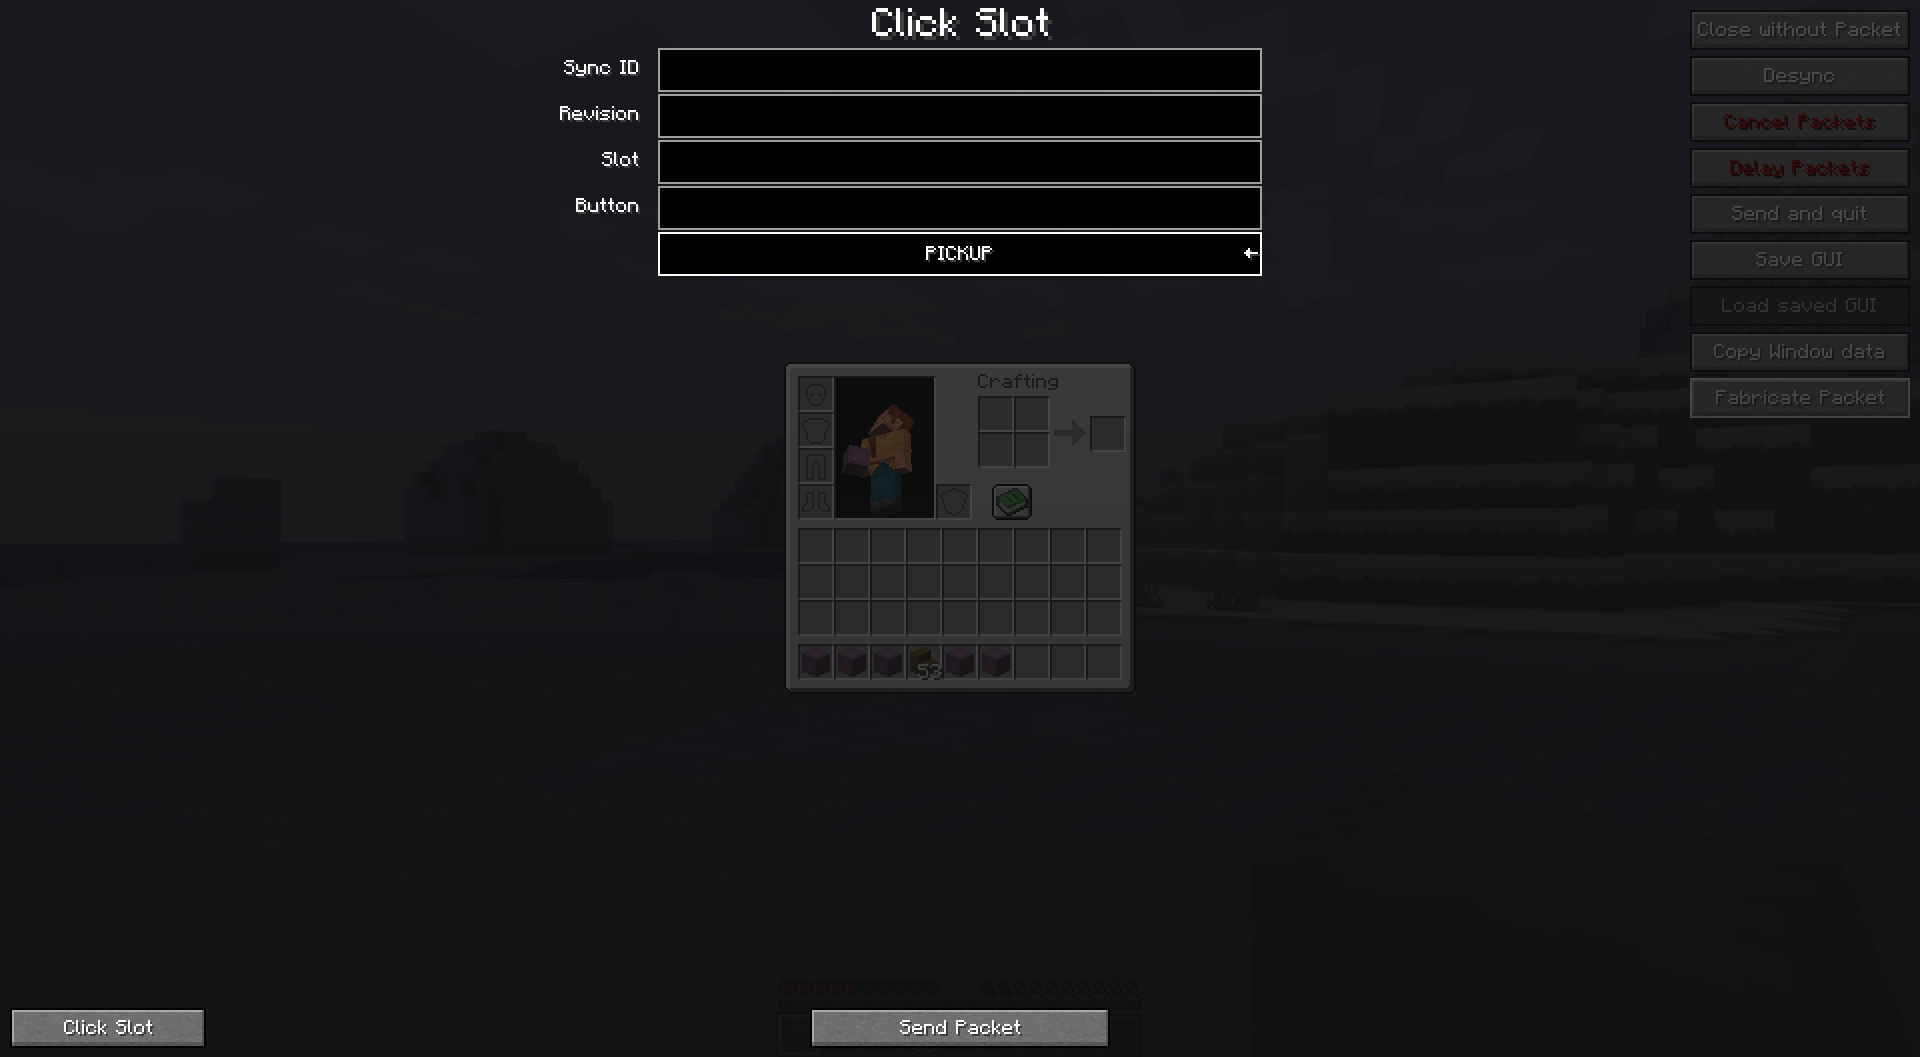 Click Slot
Sync ID
Revision
Slot
Button
PICKUP
Close without Packet
Desync
Cancel Packets
Delay Packets
Send and quit
Save GUI
Load saved GUI
Copy Window data
Fabricate Packet
Crafting
53
Click Slot
Send Packet